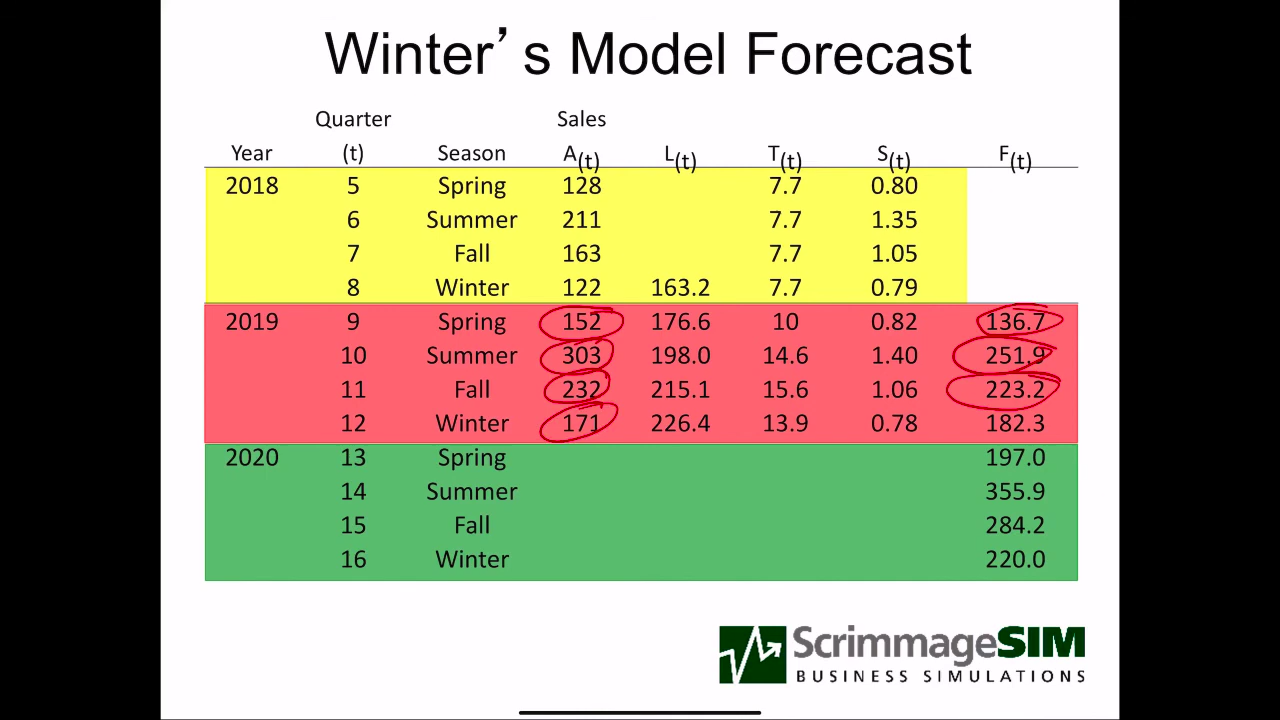 Winter’s Model Forecast
Quarter Sales
Year (t) Season A(t) L(t) T(t) S(t) F(t)
2018 5 Spring 128 7.7 0.80
6 Summer 211 7.7 1.35
7 Fall 163 7.7 1.05
8 Winter 122 163.2 7.7 0.79
2019 9 Spring 152 176.6 10 0.82 136.7
10 Summer 303 198.0 14.6 1.40 251.9
11 Fall 232 215.1 15.6 1.06 223.2
12 Winter 171 226.4 13.9 0.78 182.3
2020 13 Spring 197.0
14 Summer 355.9
15 Fall 284.2
16 Winter 220.0
ScrimmageSIM
BUSINESS SIMULATIONS